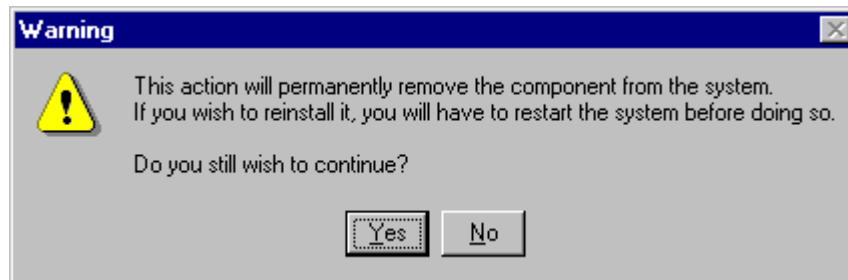 Warning
This action will permanently remove the component from the system.
If you wish to reinstall it, you will have to restart the system before doing so.
Do you still wish to continue?
Yes No